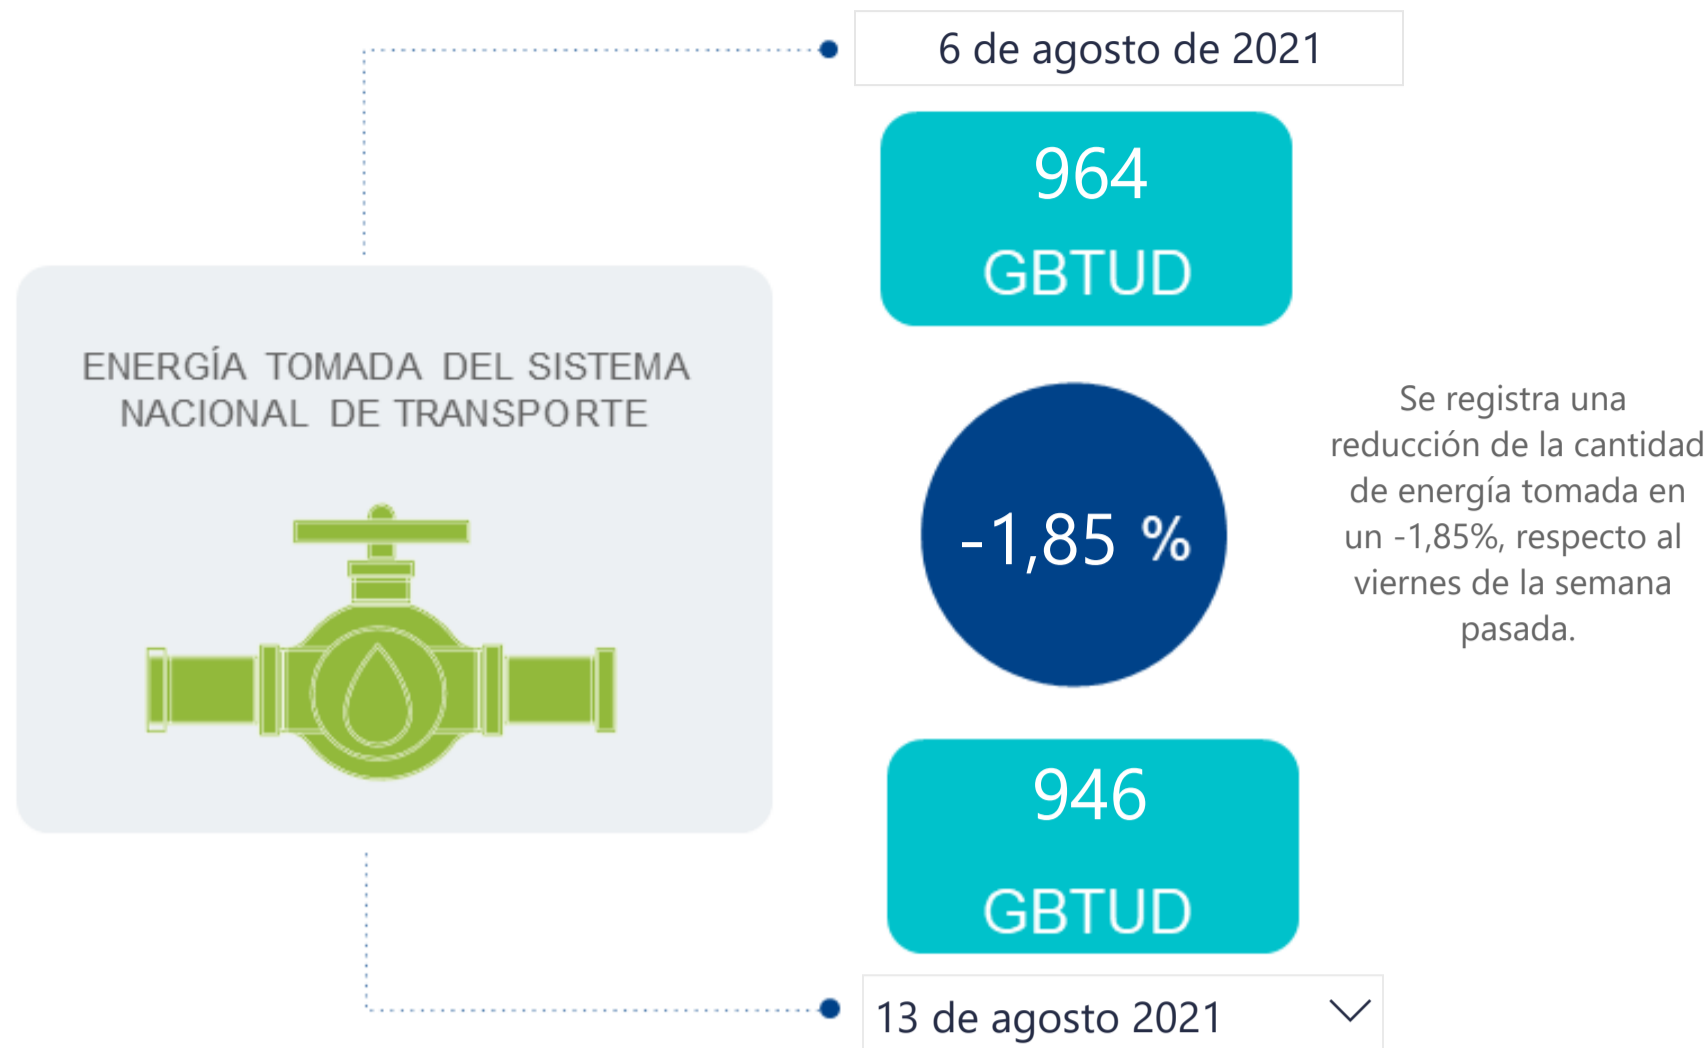 6 de agosto de 2021
964
GBTUD
ENERGÍA TOMADA DEL SISTEMA
NACIONAL DE TRANSPORTE
-1,85 %
Se registra una
reducción de la cantidad
de energía tomada en
un -1,85%, respecto al
viernes de la semana
pasada.
946
GBTUD
13 de agosto 2021